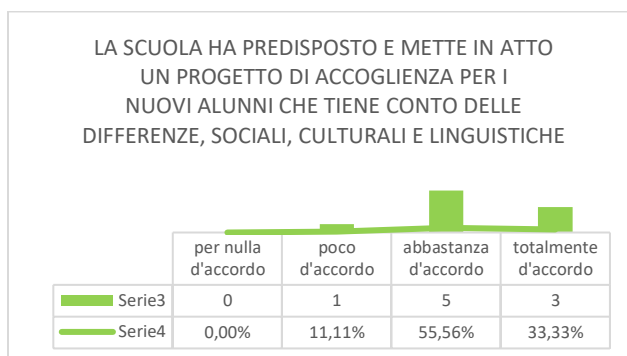 LA SCUOLA HA PREDISPOSTO E METTE IN ATTO
UN PROGETTO DI ACCOGLIENZA PER I
NUOVI ALUNNI CHE TIENE CONTO DELLE
DIFFERENZE, SOCIALI, CULTURALI E LINGUISTICHE
per nulla poco abbastanza totalmente
d'accordo d'accordo d'accordo d'accordo
Serie3 0 1 5 3
Serie4 0,00% 11,11% 55,56% 33,33%